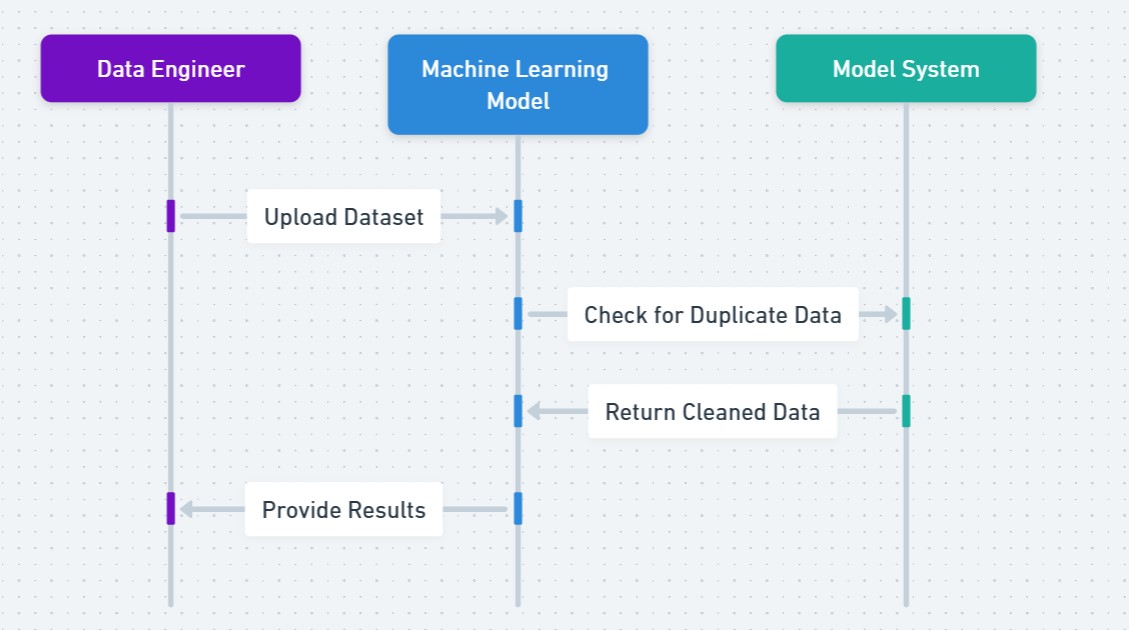 Data Engineer
Machine Learning
Model
Model System
Upload Dataset
Check for Duplicate Data
Return Cleaned Data
Provide Results